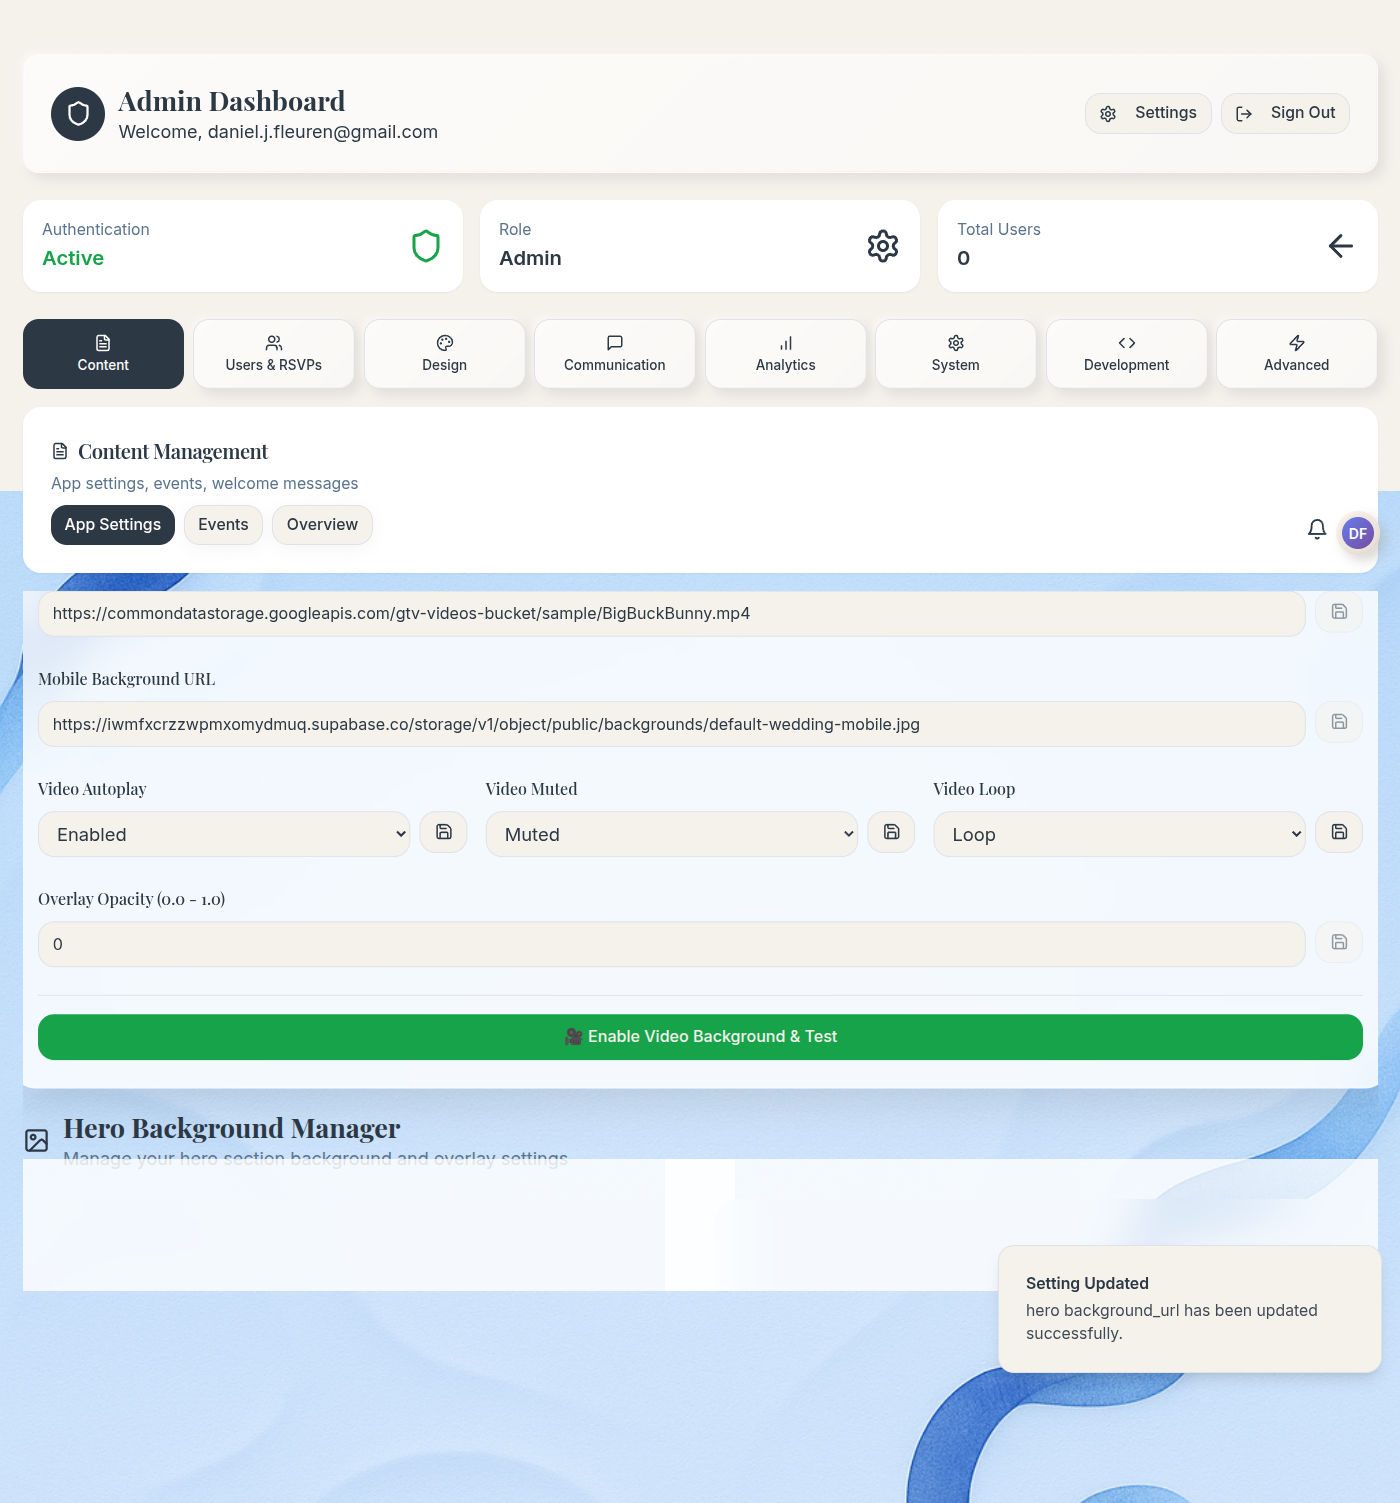 Admin Dashboard
Welcome, daniel.j.fleuren@gmail.com
Settings
Sign Out
Authentication
Active
Role
Admin
Total Users
0
Content
Users & RSVPs
Design
Communication
Analytics
System
Development
Advanced
Content Management
App settings, events, welcome messages
App Settings
Events
Overview
DF
https://commondatastorage.googleapis.com/gtv-videos-bucket/sample/BigBuckBunny.mp4
Mobile Background URL
https://iwmfxcrzzwpmxomydmuq.supabase.co/storage/v1/object/public/backgrounds/default-wedding-mobile.jpg
Video Autoplay
Video Muted
Video Loop
Enabled
Muted
Loop
Overlay Opacity (0.0 - 1.0)
0
🎥 Enable Video Background & Test
Hero Background Manager
Manage your hero section background and overlay settings
Setting Updated
hero background_url has been updated
successfully.